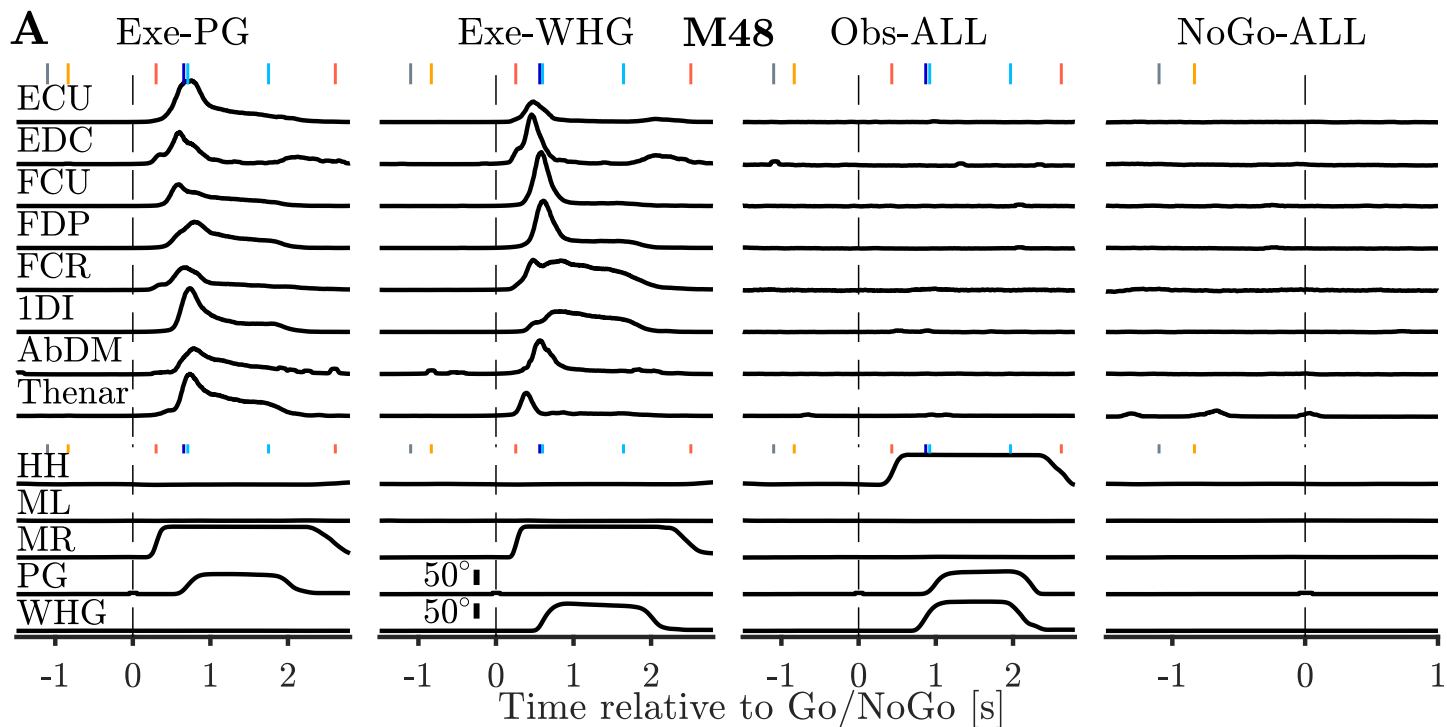 A Exe-PG Exe-WHG M48 Obs-ALL NoGo-ALL
ECU
EDC
FCU
FDP
FCR
1DI
AbDM
Thenar
HH
ML
MR
PG 50°
WHG 50°
-1 0 1 2 -1 0 1 2 -1 0 1 2 -1 0 1
Time relative to Go/NoGo [s]